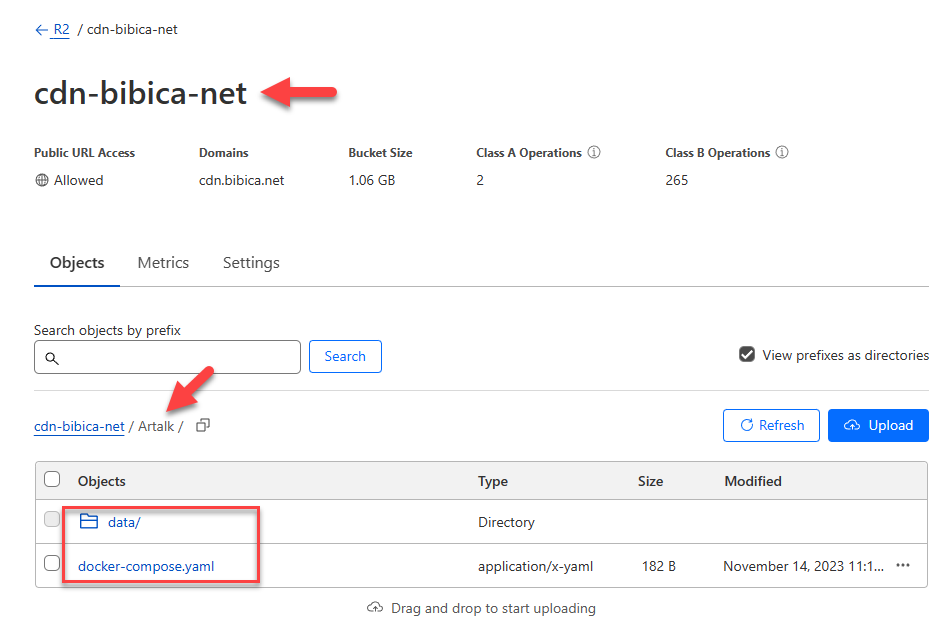 R2 / cdn-bibica-net
cdn-bibica-net
Public URL Access Domains Bucket Size Class A Operations Class B Operations
Allowed cdn.bibica.net 1.06 GB 2 265
Objects Metrics Settings
Search objects by prefix
Search View prefixes as directories
cdn-bibica-net / Artalk / Refresh Upload
Objects Type Size Modified
data/ Directory
docker-compose.yaml application/x-yaml 182 B November 14, 2023 11:1...
Drag and drop to start uploading